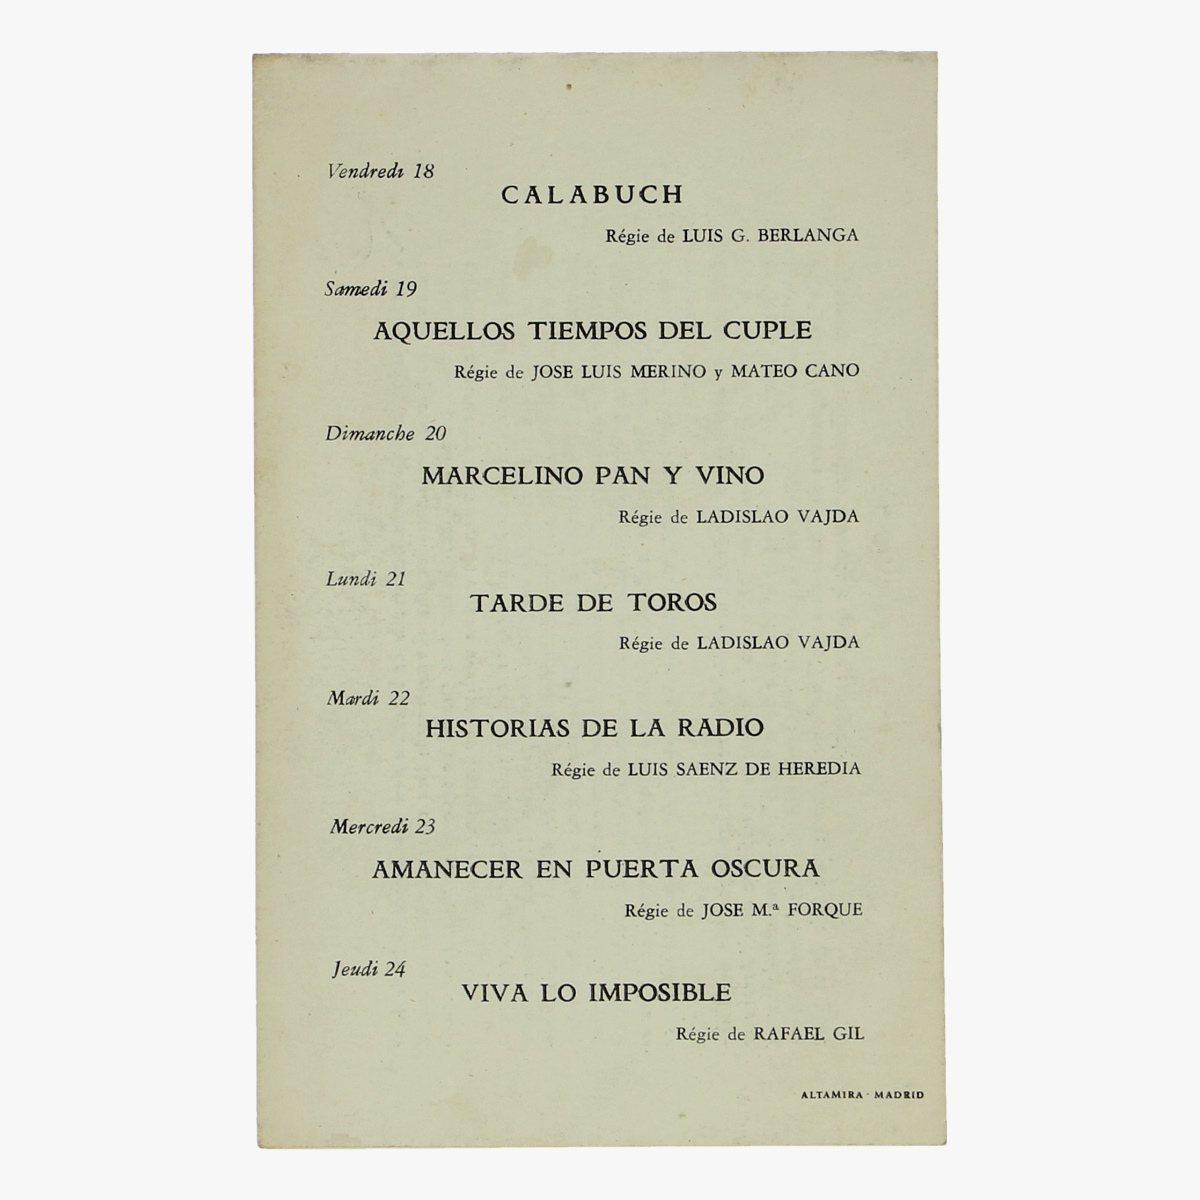 Vendredi 18
CALABUCH
Régie de LUIS G. BERLANGA
Samedi 19
AQUELLOS TIEMPOS DEL CUPLE
Régie de JOSE LUIS MERINO y MATEO CANO
Dimanche 20
MARCELINO PAN Y VINO
Régie de LADISLAO VAJDA
Lundi 21
TARDE DE TOROS
Régie de LADISLAO VAJDA
Mardi 22
HISTORIAS DE LA RADIO
Régie de LUIS SAENZ DE HEREDIA
Mercredi 23
AMANECER EN PUERTA OSCURA
Régie de JOSE M.ª FORQUE
Jeudi 24
VIVA LO IMPOSIBLE
Régie de RAFAEL GIL
ALTAMIRA · MADRID